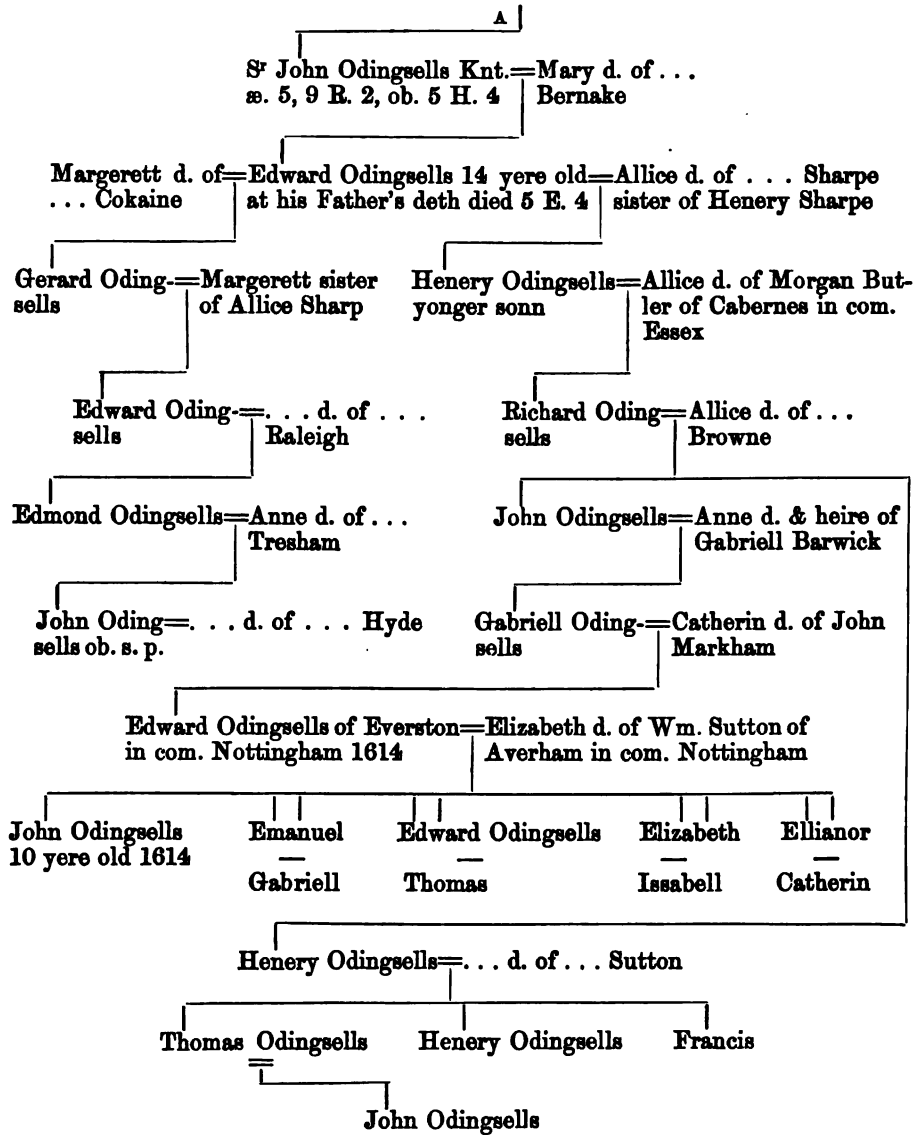 A
Sr John Odingsells Knt.=Mary d. of . . .
æ. 5, 9 R. 2, ob. 5 H. 4 Bernake
Margerett d. of=Edward Odingsells 14 yere old=Allice d. of . . . Sharpe
. . . Cokaine at his Father's deth died 5 E. 4 sister of Henery Sharpe
Gerard Oding-=Margerett sister Henery Odingsells=Allice d. of Morgan But-
sells of Allice Sharp yonger sonn ler of Cabernes in com.
Essex
Edward Oding-=. . . d. of . . . Richard Oding=Allice d. of . . .
sells Raleigh sells Browne
Edmond Odingsells=Anne d. of . . . John Odingsells=Anne d. & heire of
Tresham Gabriell Barwick
John Oding=. . . d. of . . . Hyde Gabriell Oding-=Catherin d. of John
sells ob. s. p. sells Markham
Edward Odingsells of Everston=Elizabeth d. of Wm. Sutton of
in com. Nottingham 1614 Averham in com. Nottingham
John Odingsells Emanuel Edward Odingsells Elizabeth Ellianor
10 yere old 1614 — — — —
Gabriell Thomas Issabell Catherin
Henery Odingsells=. . . d. of . . . Sutton
Thomas Odingsells Henery Odingsells Francis
=
John Odingsells